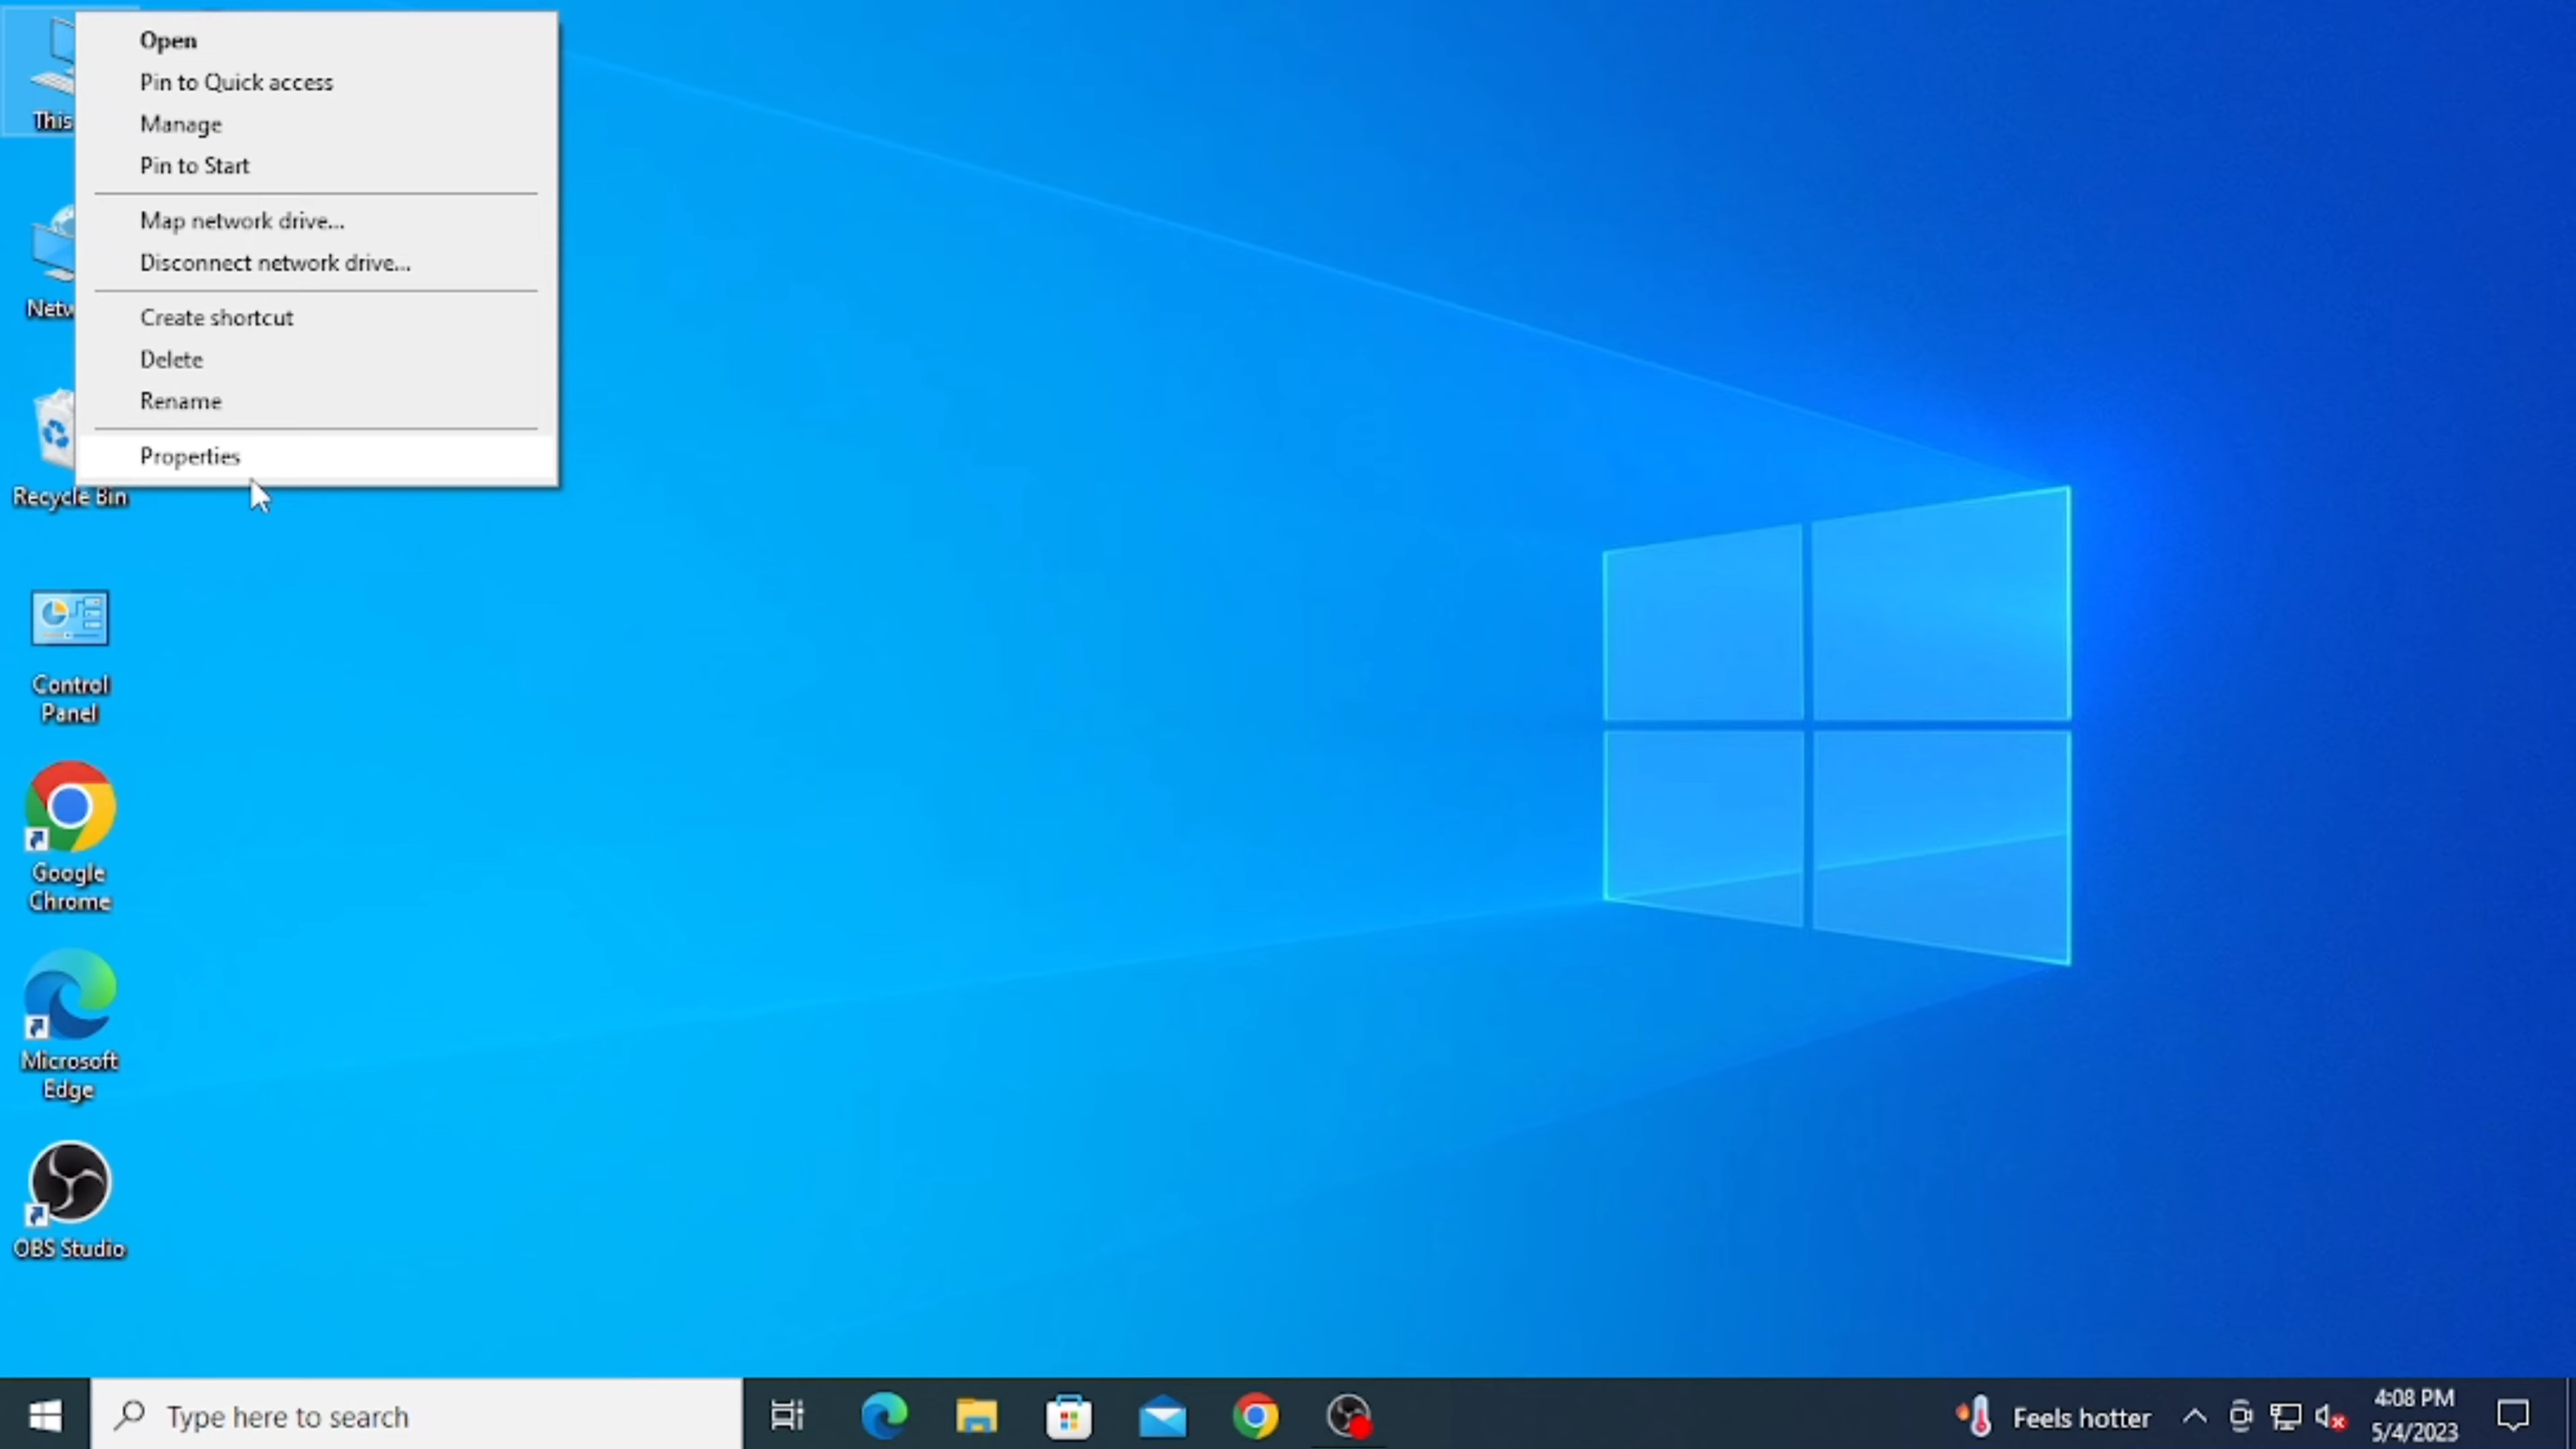 Open
Pin to Quick access
Manage
Pin to Start
Map network drive...
Disconnect network drive...
Create shortcut
Delete
Rename
Properties
This
Recycle Bin
Control
Panel
Google
Chrome
Microsoft
Edge
OBS Studio
Type here to search
Feels hotter
4:08 PM
5/4/2023